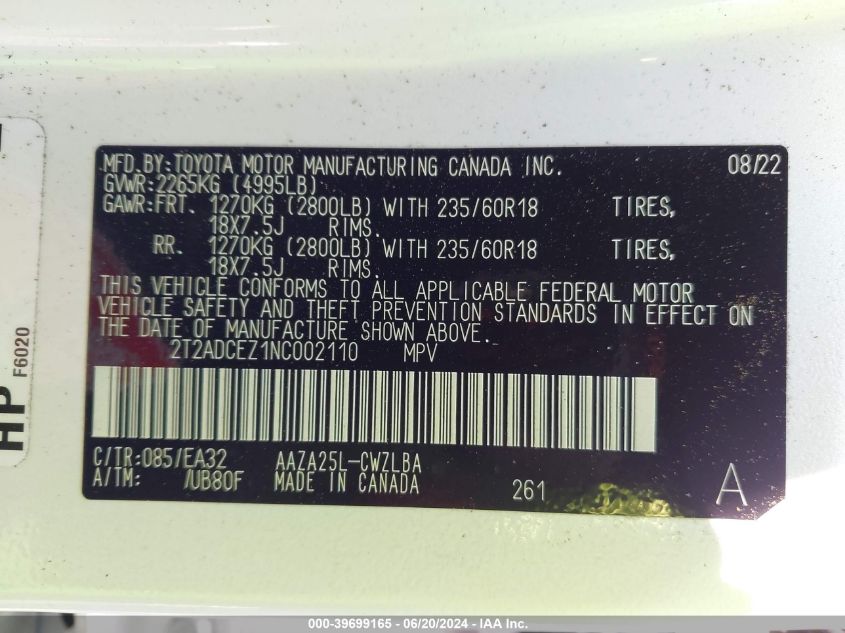 MFD.BY:TOYOTA MOTOR MANUFACTURING CANADA INC. 08/22
GVWR:2265KG (4995LB)
GAWR:FRT. 1270KG (2800LB) WITH 235/60R18 TIRES,
18X7.5J RIMS.
RR. 1270KG (2800LB) WITH 235/60R18 TIRES,
18X7.5J RIMS.
THIS VEHICLE CONFORMS TO ALL APPLICABLE FEDERAL MOTOR
VEHICLE SAFETY AND THEFT PREVENTION STANDARDS IN EFFECT ON
THE DATE OF MANUFACTURE SHOWN ABOVE.
2T2ADCEZ1NC002110 MPV
C/TR:085/EA32 AAZA25L-CWZLBA
A/TM: /UB80F MADE IN CANADA 261 A
HP F6020
000-39699165 - 06/20/2024 - IAA Inc.